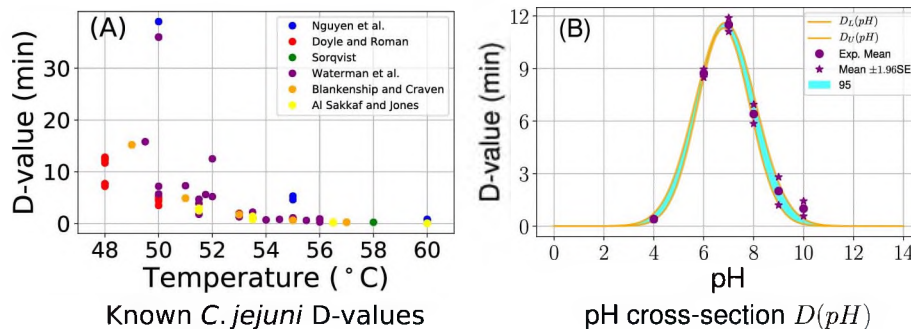 (A)
Nguyen et al.
Doyle and Roman
Sorqvist
Waterman et al.
Blankenship and Craven
Al Sakkaf and Jones
D-value (min)
30
20
10
0
48 50 52 54 56 58 60
Temperature (°C)
Known C. jejuni D-values
(B)
D_L(pH)
D_U(pH)
Exp. Mean
Mean ±1.96SE
95
D-value (min)
12
9
6
3
0
0 2 4 6 8 10 12 14
pH
pH cross-section D(pH)